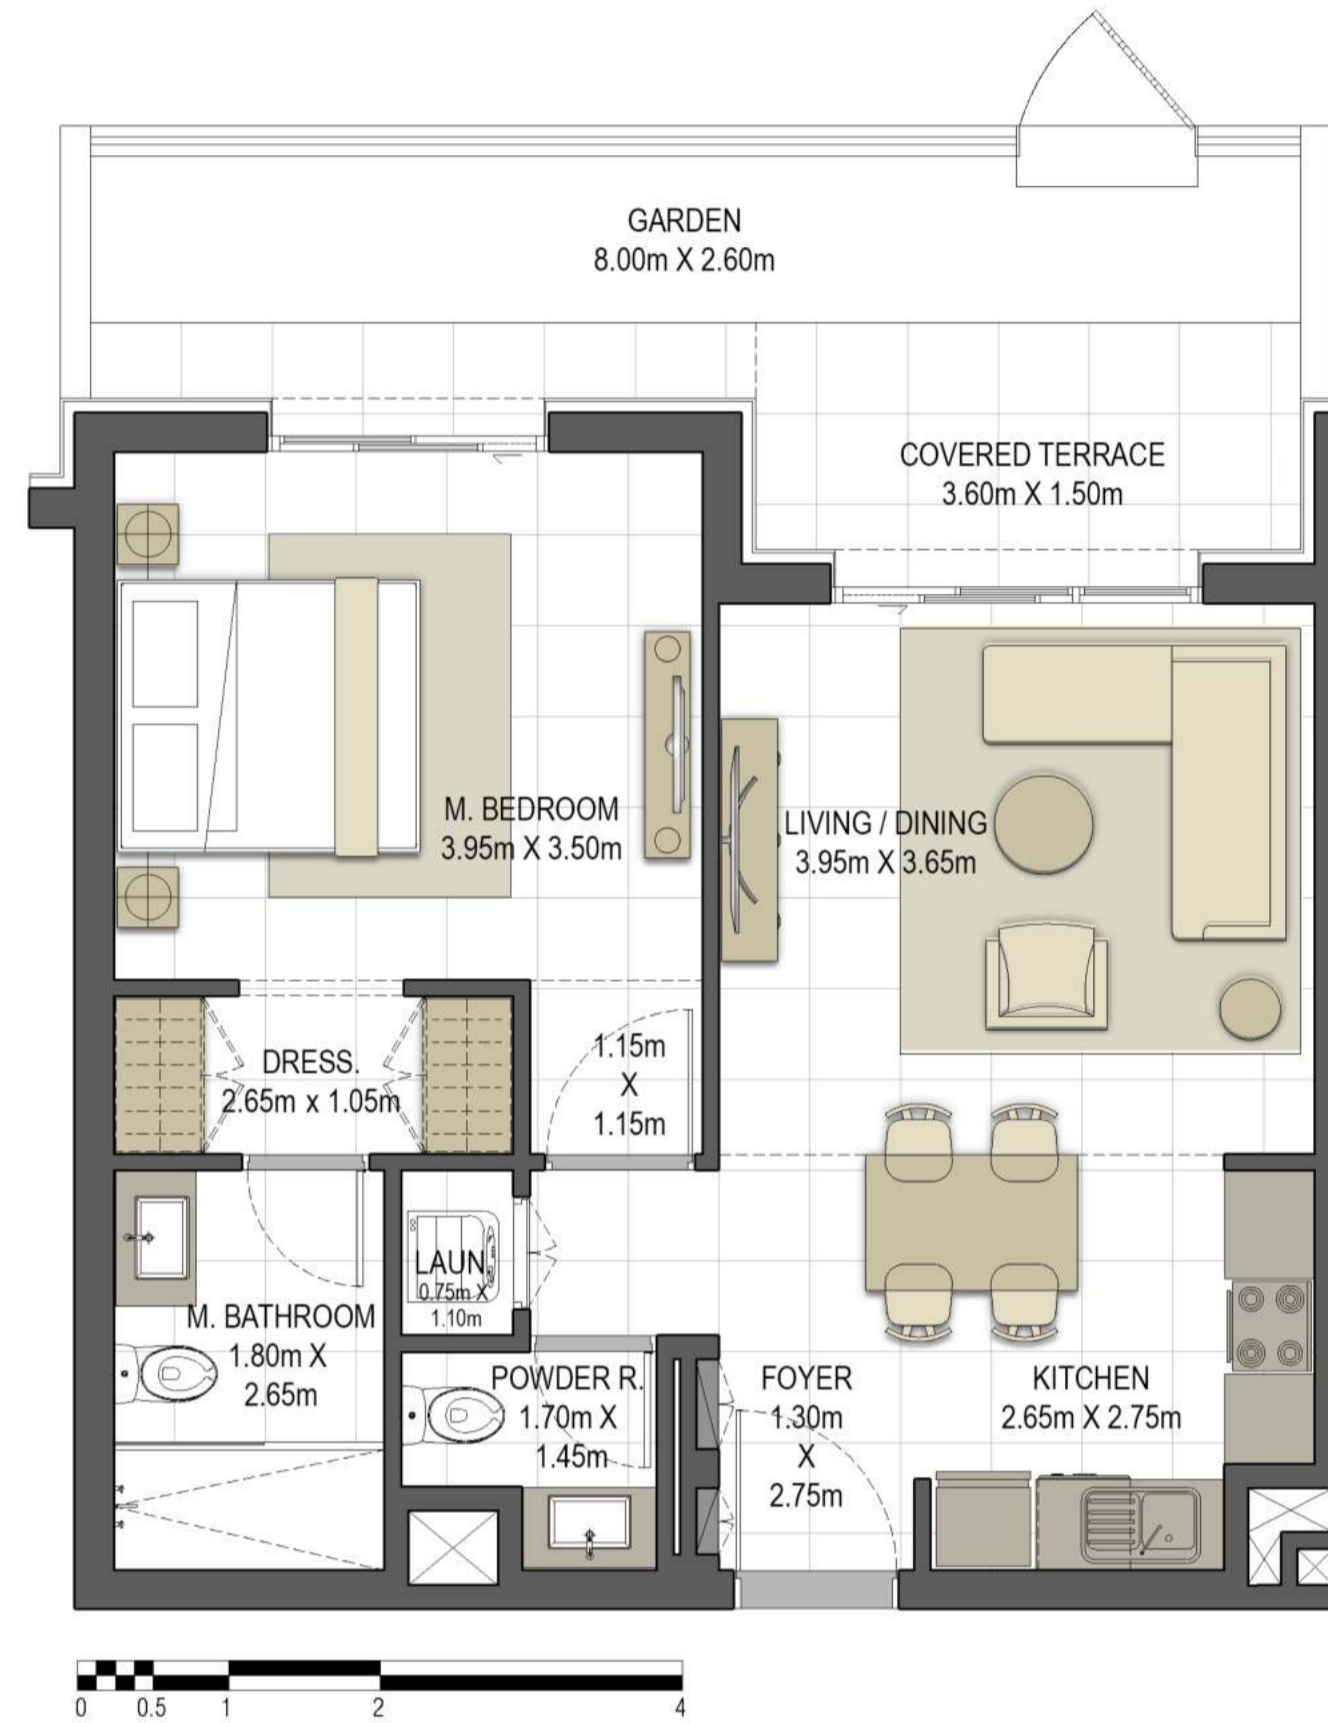 GARDEN
8.00m X 2.60m
COVERED TERRACE
3.60m X 1.50m
M. BEDROOM
3.95m X 3.50m
LIVING / DINING
3.95m X 3.65m
DRESS.
2.65m x 1.05m
1.15m
X
1.15m
LAUN.
0.75m X
1.10m
M. BATHROOM
1.80m X
2.65m
POWDER R.
1.70m X
1.45m
FOYER
1.30m
X
2.75m
KITCHEN
2.65m X 2.75m
0 0.5 1 2 4